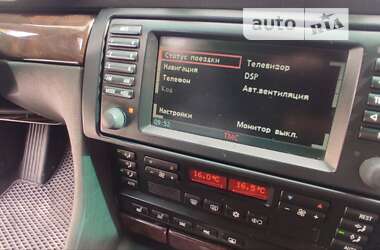 auto RIA
Статус поездки
Телевизор
Навигация
DSP
Телефон
Авт.вентиляция
Код
Настройки
Монитор выкл.
09:52
TMC
16.0°C
16.5°C
REST